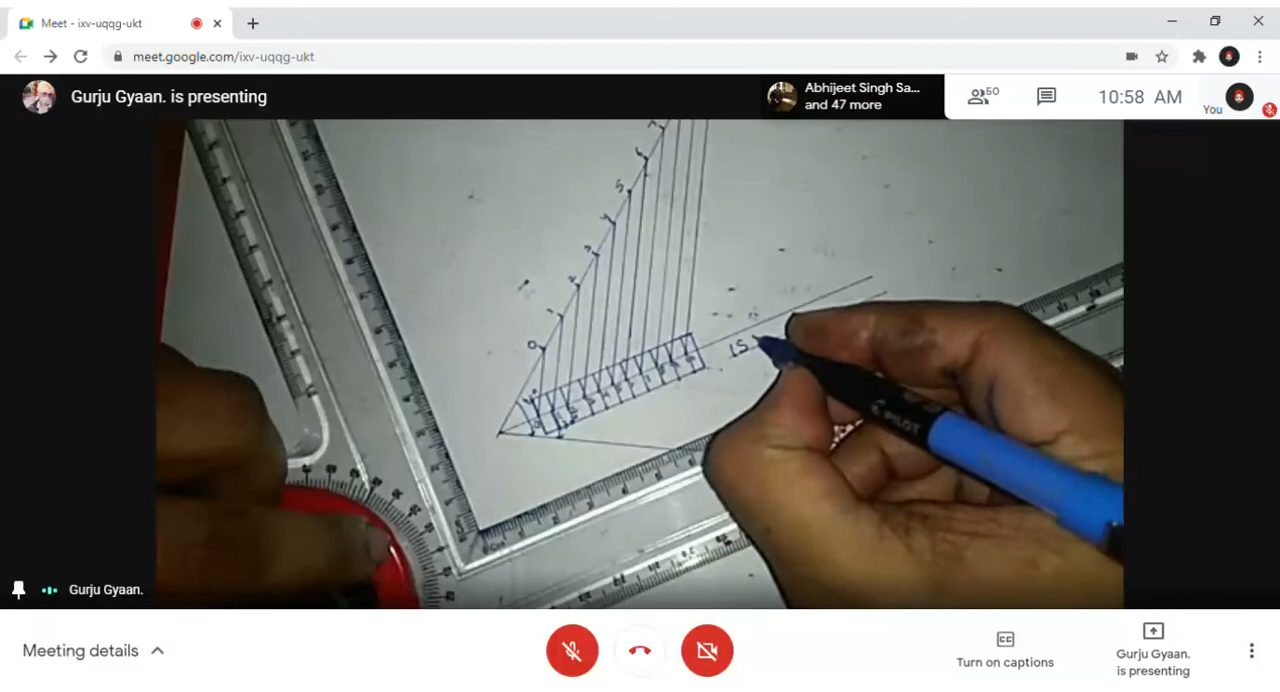 Meet - ixv-uqqg-ukt
meet.google.com/ixv-uqqg-ukt
Gurju Gyaan. is presenting
Abhijeet Singh Sa...
and 47 more
50
10:58 AM
You
7
6
5
4
3
2
1
0
15
PILOT
Gurju Gyaan.
Meeting details
Turn on captions
Gurju Gyaan.
is presenting